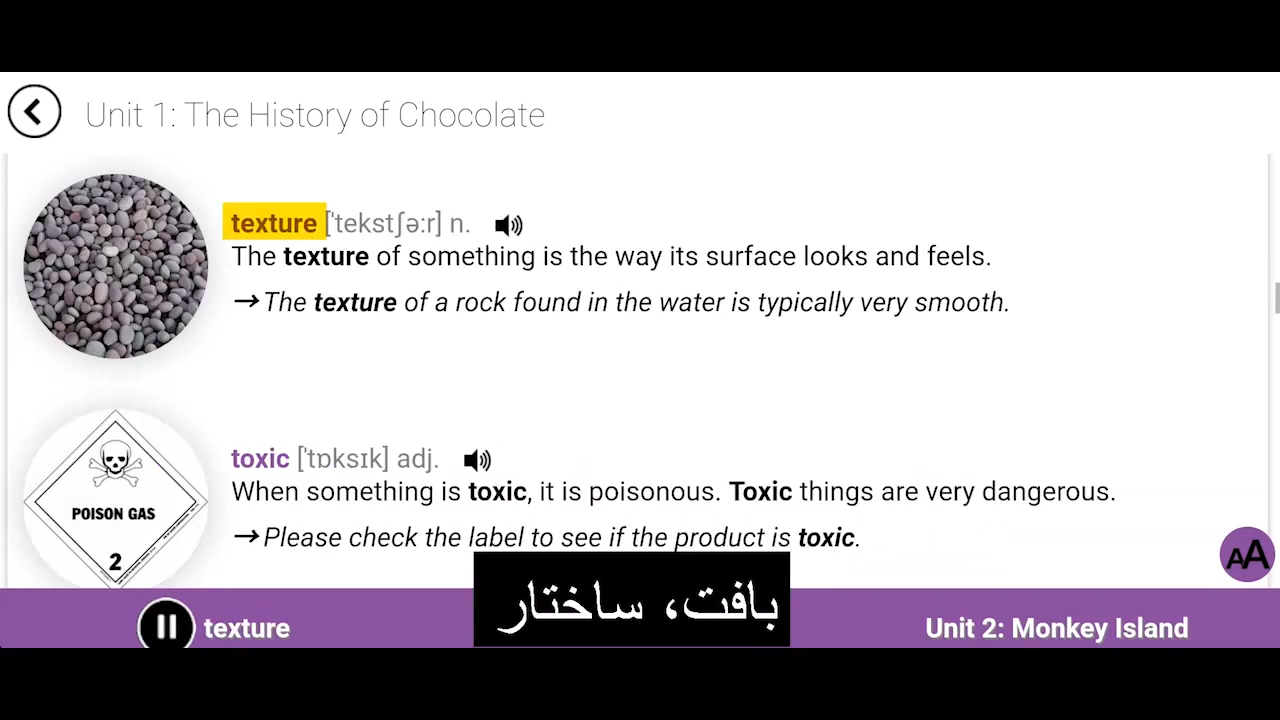 Unit 1: The History of Chocolate
texture ['tekstʃə:r] n.
The texture of something is the way its surface looks and feels.
→ The texture of a rock found in the water is typically very smooth.
POISON GAS
2
toxic ['tɒksɪk] adj.
When something is toxic, it is poisonous. Toxic things are very dangerous.
→ Please check the label to see if the product is toxic.
AA
بافت، ساختار
texture
Unit 2: Monkey Island